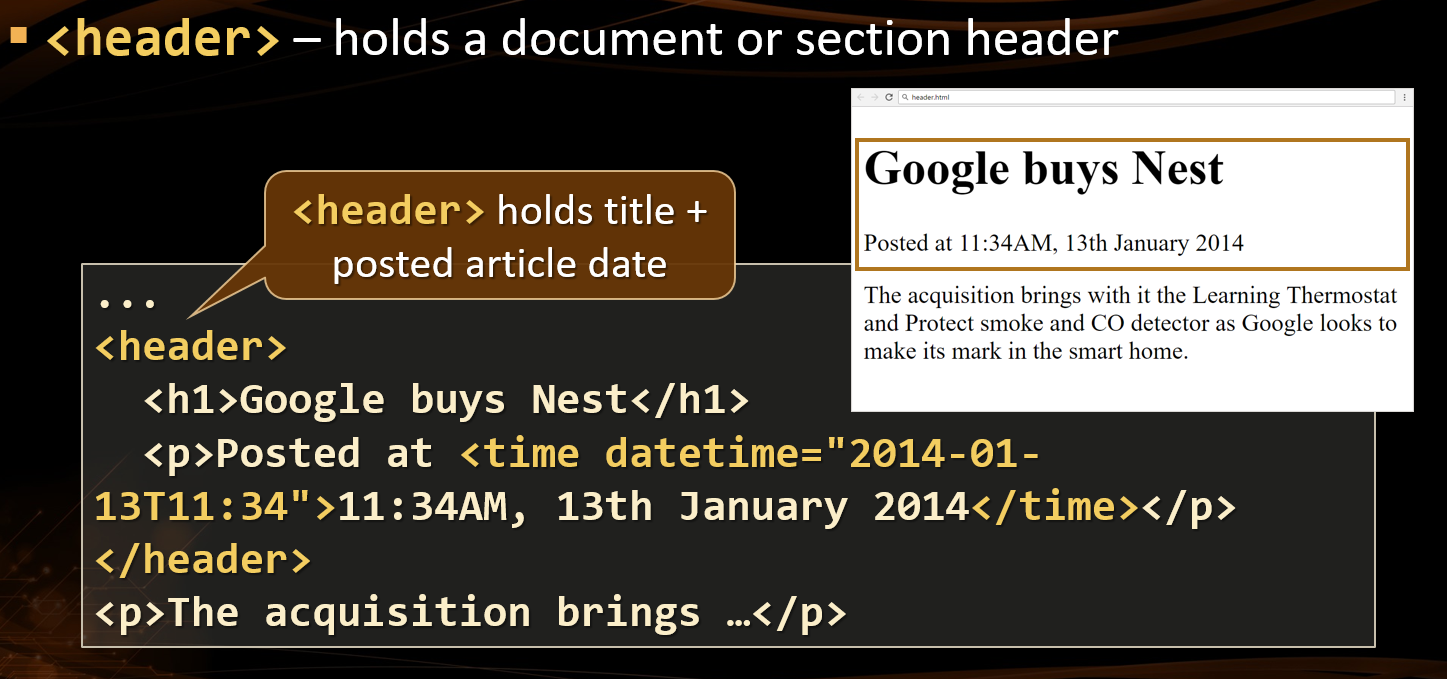 <header> – holds a document or section header
header.html
Google buys Nest
Posted at 11:34AM, 13th January 2014
The acquisition brings with it the Learning Thermostat
and Protect smoke and CO detector as Google looks to
make its mark in the smart home.
<header> holds title +
posted article date
...
<header>
  <h1>Google buys Nest</h1>
  <p>Posted at <time datetime="2014-01-
13T11:34">11:34AM, 13th January 2014</time></p>
</header>
<p>The acquisition brings …</p>